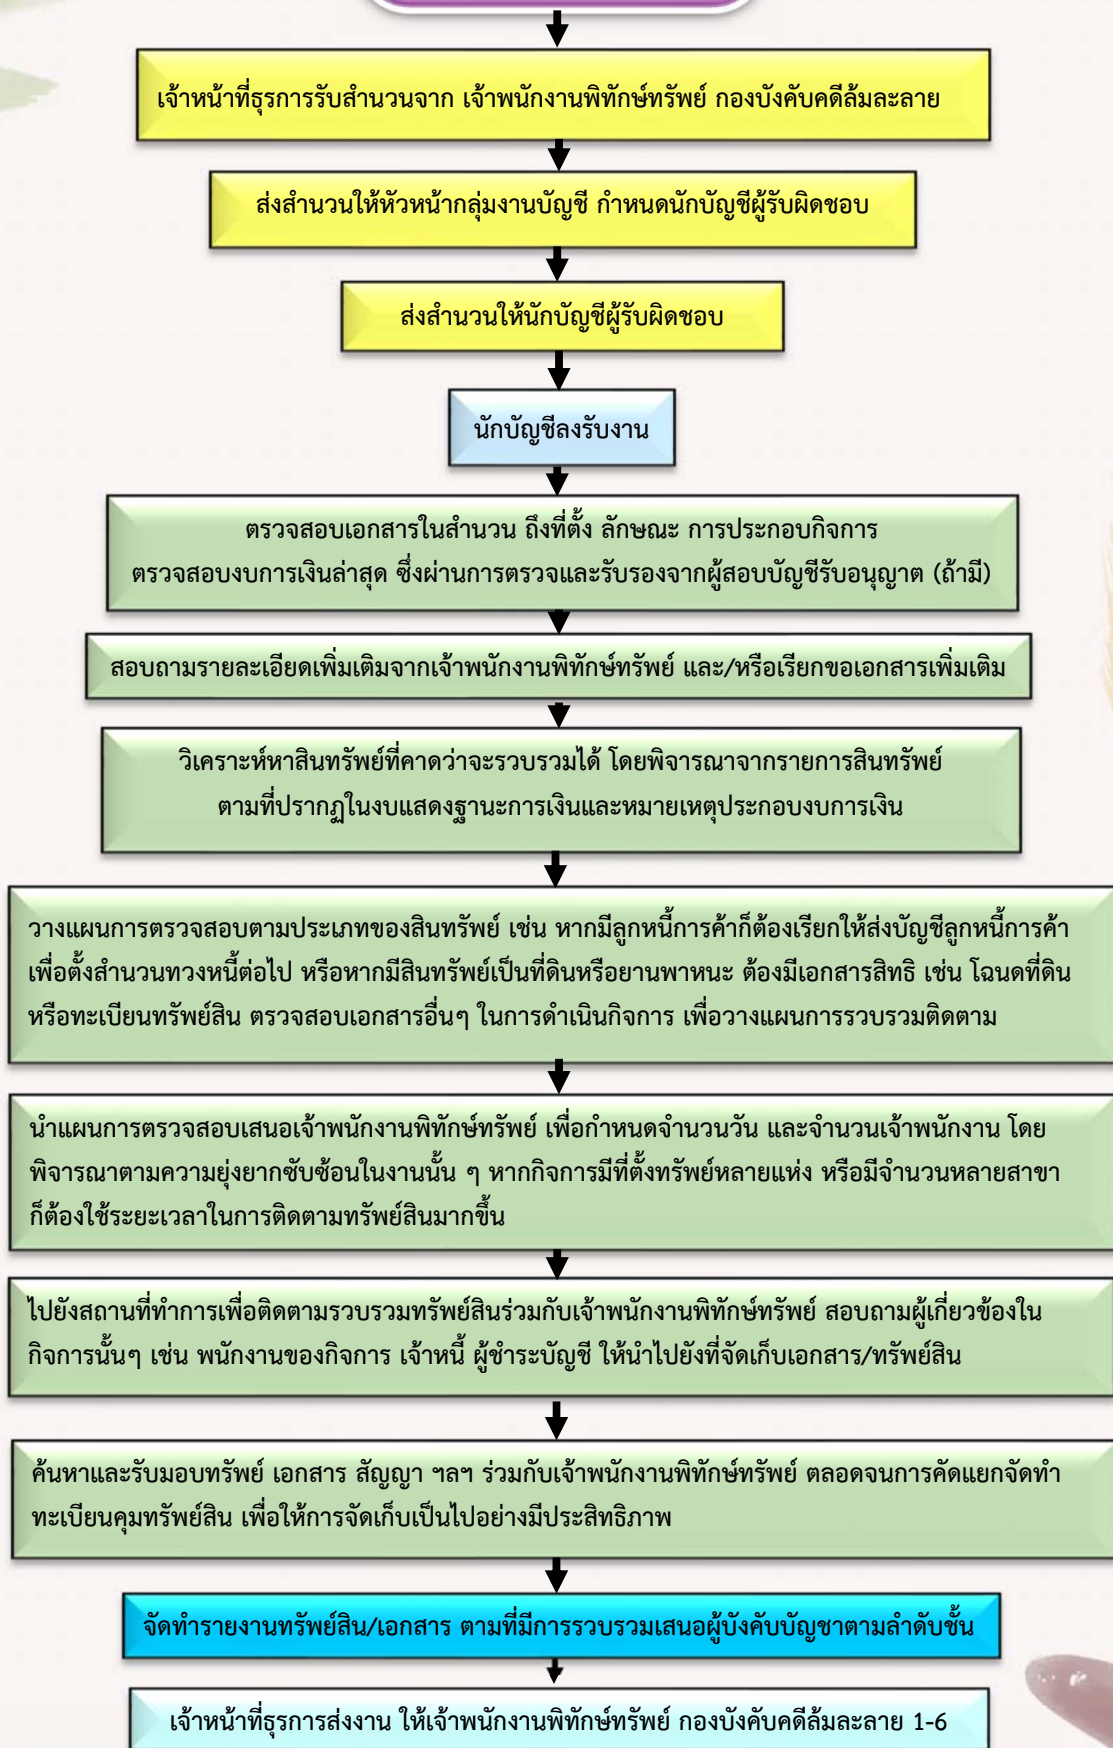 เจ้าหน้าที่ธุรการรับสำนวนจาก เจ้าพนักงานพิทักษ์ทรัพย์ กองบังคับคดีล้มละลาย
ส่งสำนวนให้หัวหน้ากลุ่มงานบัญชี กำหนดนักบัญชีผู้รับผิดชอบ
ส่งสำนวนให้นักบัญชีผู้รับผิดชอบ
นักบัญชีลงรับงาน
ตรวจสอบเอกสารในสำนวน ถึงที่ตั้ง ลักษณะ การประกอบกิจการ
ตรวจสอบงบการเงินล่าสุด ซึ่งผ่านการตรวจและรับรองจากผู้สอบบัญชีรับอนุญาต (ถ้ามี)
สอบถามรายละเอียดเพิ่มเติมจากเจ้าพนักงานพิทักษ์ทรัพย์ และ/หรือเรียกขอเอกสารเพิ่มเติม
วิเคราะห์หาสินทรัพย์ที่คาดว่าจะรวบรวมได้ โดยพิจารณาจากรายการสินทรัพย์
ตามที่ปรากฏในงบแสดงฐานะการเงินและหมายเหตุประกอบงบการเงิน
วางแผนการตรวจสอบตามประเภทของสินทรัพย์ เช่น หากมีลูกหนี้การค้าก็ต้องเรียกให้ส่งบัญชีลูกหนี้การค้า
เพื่อตั้งสำนวนทวงหนี้ต่อไป หรือหากมีสินทรัพย์เป็นที่ดินหรือยานพาหนะ ต้องมีเอกสารสิทธิ เช่น โฉนดที่ดิน
หรือทะเบียนทรัพย์สิน ตรวจสอบเอกสารอื่นๆ ในการดำเนินกิจการ เพื่อวางแผนการรวบรวมติดตาม
นำแผนการตรวจสอบเสนอเจ้าพนักงานพิทักษ์ทรัพย์ เพื่อกำหนดจำนวนวัน และจำนวนเจ้าพนักงาน โดย
พิจารณาตามความยุ่งยากซับซ้อนในงานนั้น ๆ หากกิจการมีที่ตั้งทรัพย์หลายแห่ง หรือมีจำนวนหลายสาขา
ก็ต้องใช้ระยะเวลาในการติดตามทรัพย์สินมากขึ้น
ไปยังสถานที่ทำการเพื่อติดตามรวบรวมทรัพย์สินร่วมกับเจ้าพนักงานพิทักษ์ทรัพย์ สอบถามผู้เกี่ยวข้องใน
กิจการนั้นๆ เช่น พนักงานของกิจการ เจ้าหนี้ ผู้ชำระบัญชี ให้นำไปยังที่จัดเก็บเอกสาร/ทรัพย์สิน
ค้นหาและรับมอบทรัพย์ เอกสาร สัญญา ฯลฯ ร่วมกับเจ้าพนักงานพิทักษ์ทรัพย์ ตลอดจนการคัดแยกจัดทำ
ทะเบียนคุมทรัพย์สิน เพื่อให้การจัดเก็บเป็นไปอย่างมีประสิทธิภาพ
จัดทำรายงานทรัพย์สิน/เอกสาร ตามที่มีการรวบรวมเสนอผู้บังคับบัญชาตามลำดับชั้น
เจ้าหน้าที่ธุรการส่งงาน ให้เจ้าพนักงานพิทักษ์ทรัพย์ กองบังคับคดีล้มละลาย 1-6